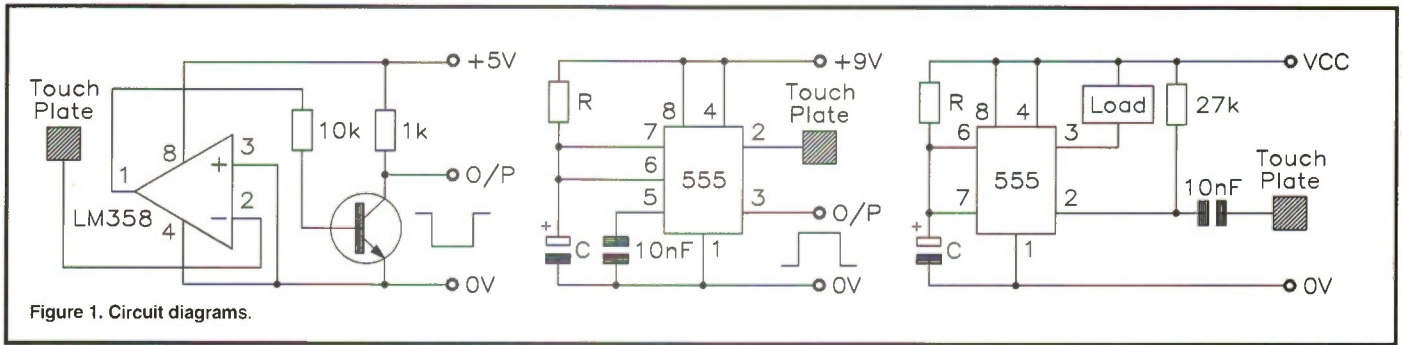 Touch
Plate
1
LM358
8
4
+
3
−
2
10k
1k
+5V
O/P
0V
R
+
C
7
6
5
10nF
8
4
555
2
3
1
+9V
Touch
Plate
O/P
0V
R
+
C
6
7
8
4
555
3
2
1
Load
27k
10nF
VCC
Touch
Plate
0V
Figure 1. Circuit diagrams.